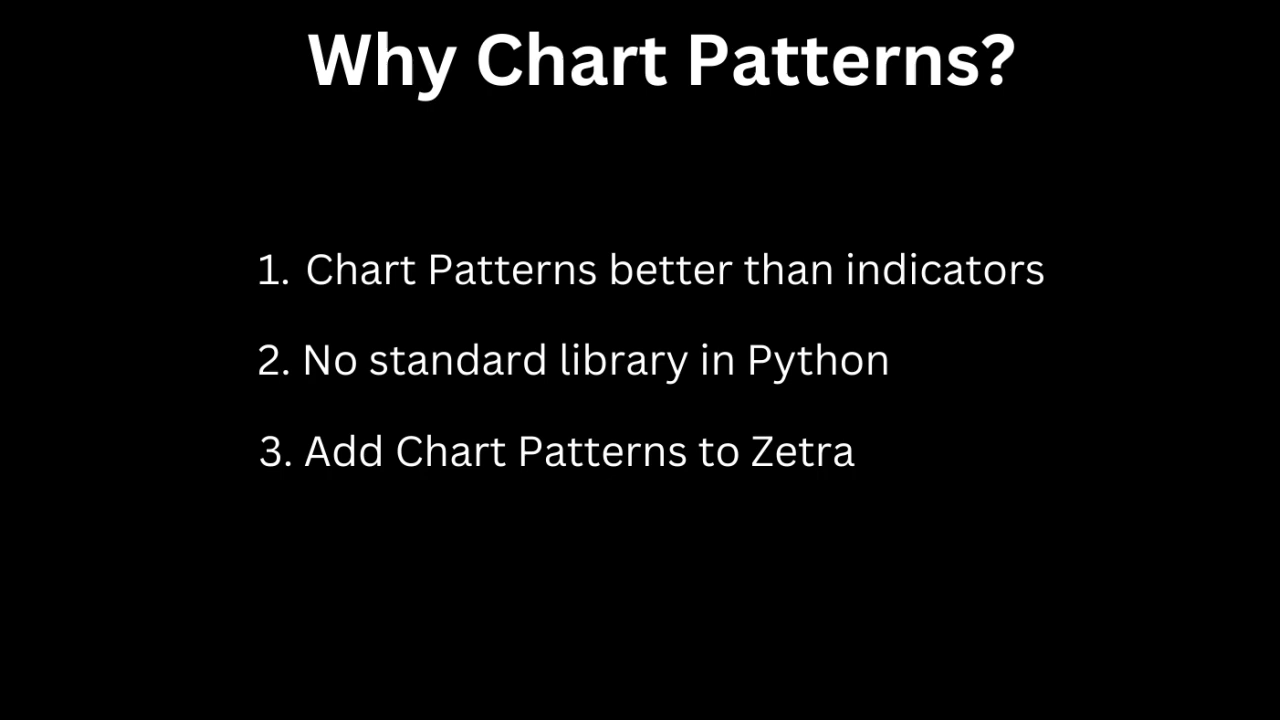 Why Chart Patterns?
1. Chart Patterns better than indicators
2. No standard library in Python
3. Add Chart Patterns to Zetra